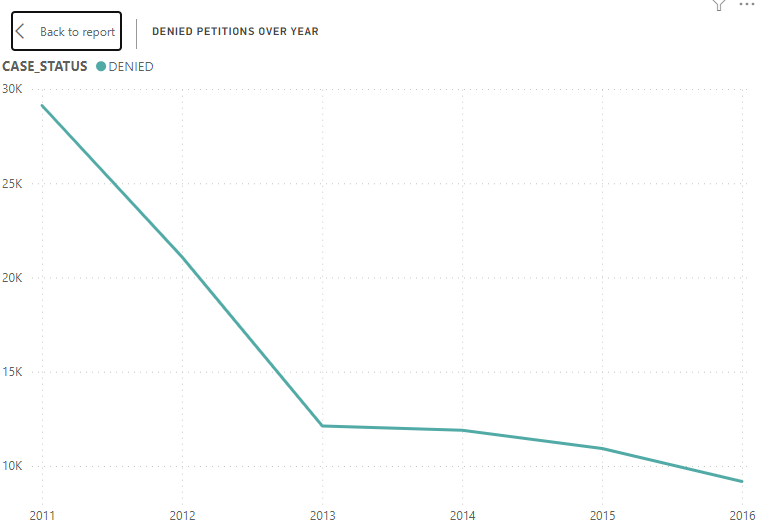 Back to report
DENIED PETITIONS OVER YEAR
CASE_STATUS DENIED
30K
25K
20K
15K
10K
2011 2012 2013 2014 2015 2016